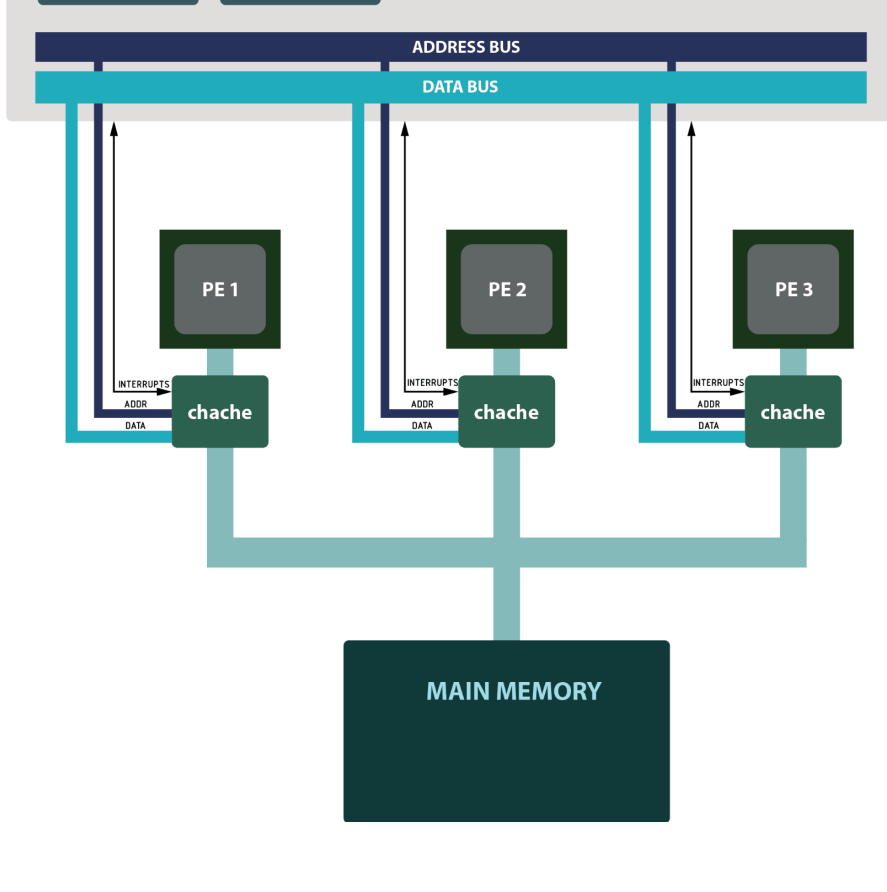 ADDRESS BUS
DATA BUS
PE 1
PE 2
PE 3
INTERRUPTS
ADDR
DATA
chache
INTERRUPTS
ADDR
DATA
chache
INTERRUPTS
ADDR
DATA
chache
MAIN MEMORY